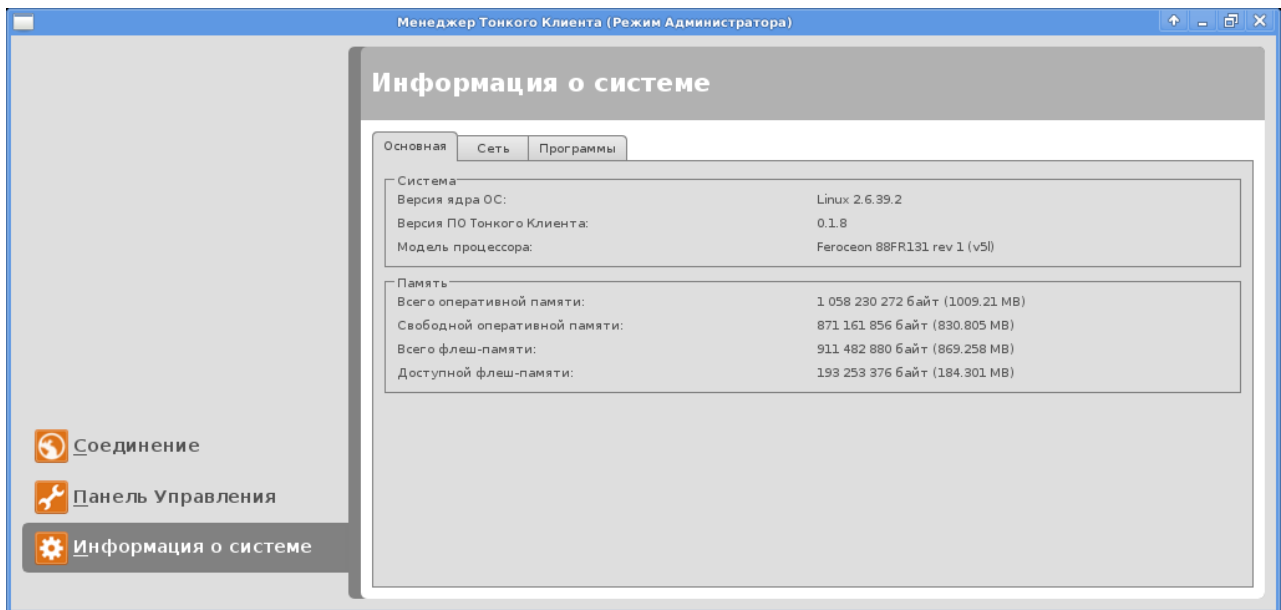 Менеджер Тонкого Клиента (Режим Администратора)
Информация о системе
Основная Сеть Программы
Система
Версия ядра ОС: Linux 2.6.39.2
Версия ПО Тонкого Клиента: 0.1.8
Модель процессора: Feroceon 88FR131 rev 1 (v5l)
Память
Всего оперативной памяти: 1 058 230 272 байт (1009.21 MB)
Свободной оперативной памяти: 871 161 856 байт (830.805 MB)
Всего флеш-памяти: 911 482 880 байт (869.258 MB)
Доступной флеш-памяти: 193 253 376 байт (184.301 MB)
Соединение
Панель Управления
Информация о системе